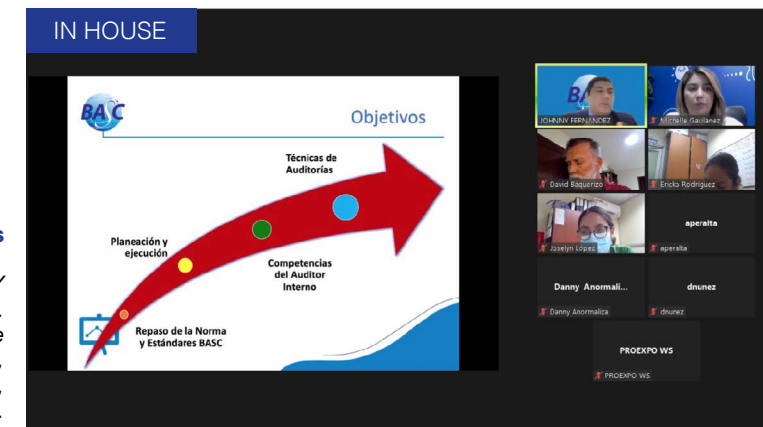 IN HOUSE
BASC
Objetivos
Técnicas de
Auditorías
Planeación y
ejecución
Competencias
del Auditor
Interno
Repaso de la Norma
y Estándares BASC
JOHNNY FERNANDEZ
Michelle Gavilanez
David Baquerizo
Ericka Rodriguez
Joselyn López
aperalta
aperalta
Danny Anormali...
Danny Anormaliza
dnunez
dnunez
PROEXPO WS
PROEXPO WS